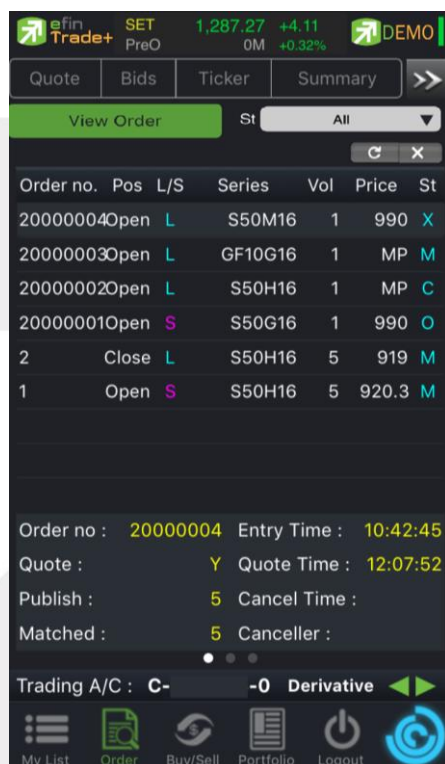 efin Trade+ SET 1,287.27 +4.11 DEMO
PreO 0M +0.32%
Quote Bids Ticker Summary >>
View Order St All
Order no. Pos L/S Series Vol Price St
20000004 Open L S50M16 1 990 X
20000003 Open L GF10G16 1 MP M
20000002 Open L S50H16 1 MP C
20000001 Open S S50G16 1 990 O
2 Close L S50H16 5 919 M
1 Open S S50H16 5 920.3 M
Order no : 20000004 Entry Time : 10:42:45
Quote : Y Quote Time : 12:07:52
Publish : 5 Cancel Time :
Matched : 5 Canceller :
Trading A/C : C- -0 Derivative
My List Order Buy/Sell Portfolio Logout